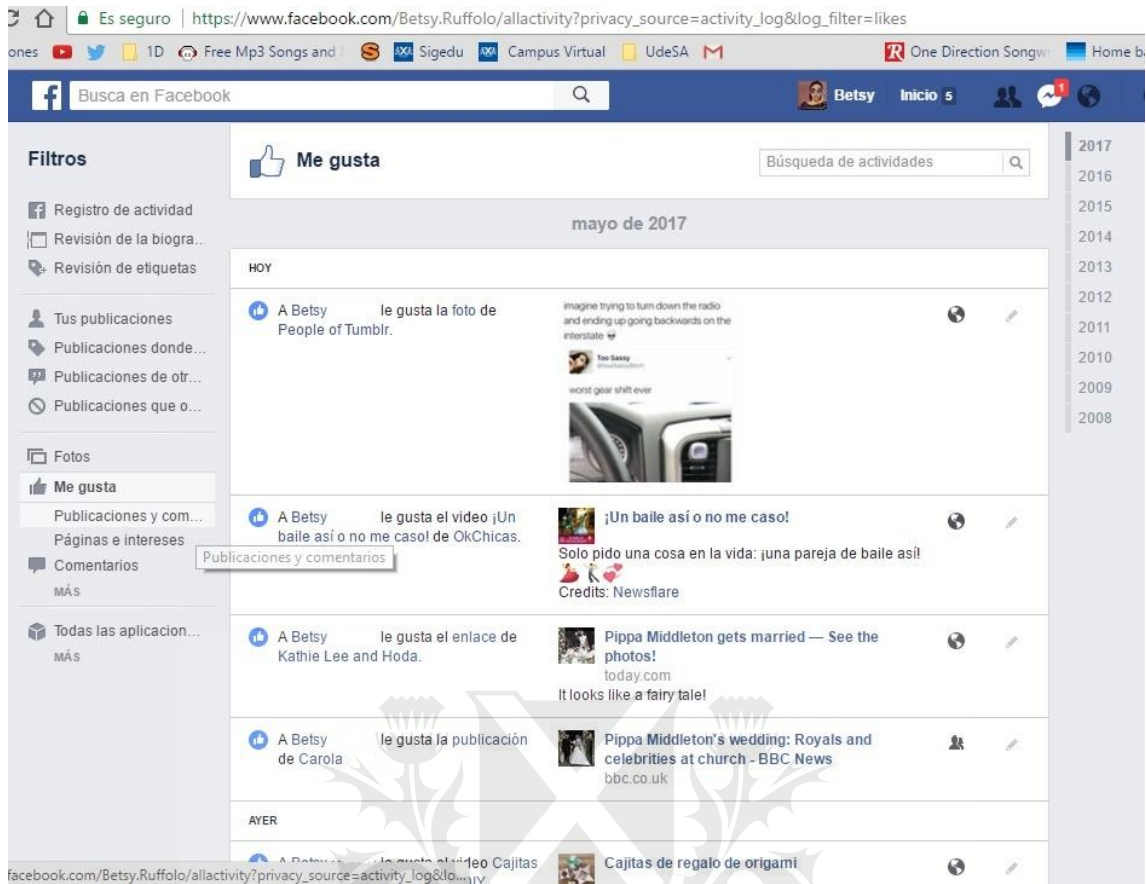 Es seguro | https://www.facebook.com/Betsy.Ruffolo/allactivity?privacy_source=activity_log&log_filter=likes
ones 1D Free Mp3 Songs and Sigedu Campus Virtual UdeSA One Direction Songw Home ba
Busca en Facebook Betsy Inicio 5 1
Filtros
Registro de actividad
Revisión de la biogra...
Revisión de etiquetas
Tus publicaciones
Publicaciones donde...
Publicaciones de otr...
Publicaciones que o...
Fotos
Me gusta
Publicaciones y com...
Páginas e intereses
Comentarios
MÁS
Todas las aplicacion...
MÁS
Publicaciones y comentarios
Me gusta
Búsqueda de actividades
mayo de 2017
HOY
A Betsy le gusta la foto de
People of Tumblr.
imagine trying to turn down the radio
and ending up going backwards on the
interstate
Too Sassy
worst gear shift ever
A Betsy le gusta el video ¡Un
baile así o no me caso! de OkChicas.
¡Un baile así o no me caso!
Solo pido una cosa en la vida: ¡una pareja de baile así!
Credits: Newsflare
A Betsy le gusta el enlace de
Kathie Lee and Hoda.
Pippa Middleton gets married — See the
photos!
today.com
It looks like a fairy tale!
A Betsy le gusta la publicación
de Carola
Pippa Middleton's wedding: Royals and
celebrities at church - BBC News
bbc.co.uk
AYER
A Betsy le gusta el video Cajitas
Cajitas de regalo de origami
2017
2016
2015
2014
2013
2012
2011
2010
2009
2008
facebook.com/Betsy.Ruffolo/allactivity?privacy_source=activity_log&lo...